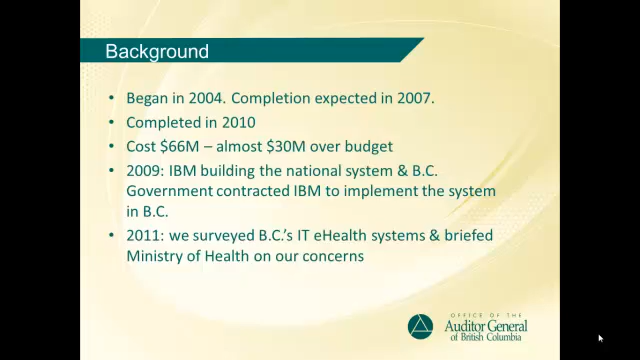 Background
• Began in 2004. Completion expected in 2007.
• Completed in 2010
• Cost $66M – almost $30M over budget
• 2009: IBM building the national system & B.C.
Government contracted IBM to implement the system
in B.C.
• 2011: we surveyed B.C.'s IT eHealth systems & briefed
Ministry of Health on our concerns
OFFICE OF THE
Auditor General
of British Columbia